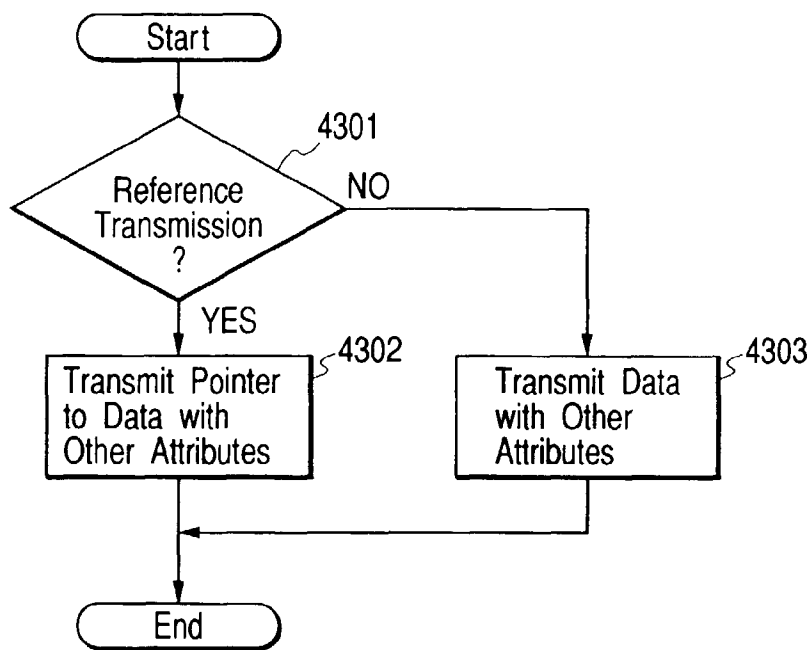 Start
4301
Reference
Transmission
?
NO
YES
4302
Transmit Pointer
to Data with
Other Attributes
4303
Transmit Data
with Other
Attributes
End